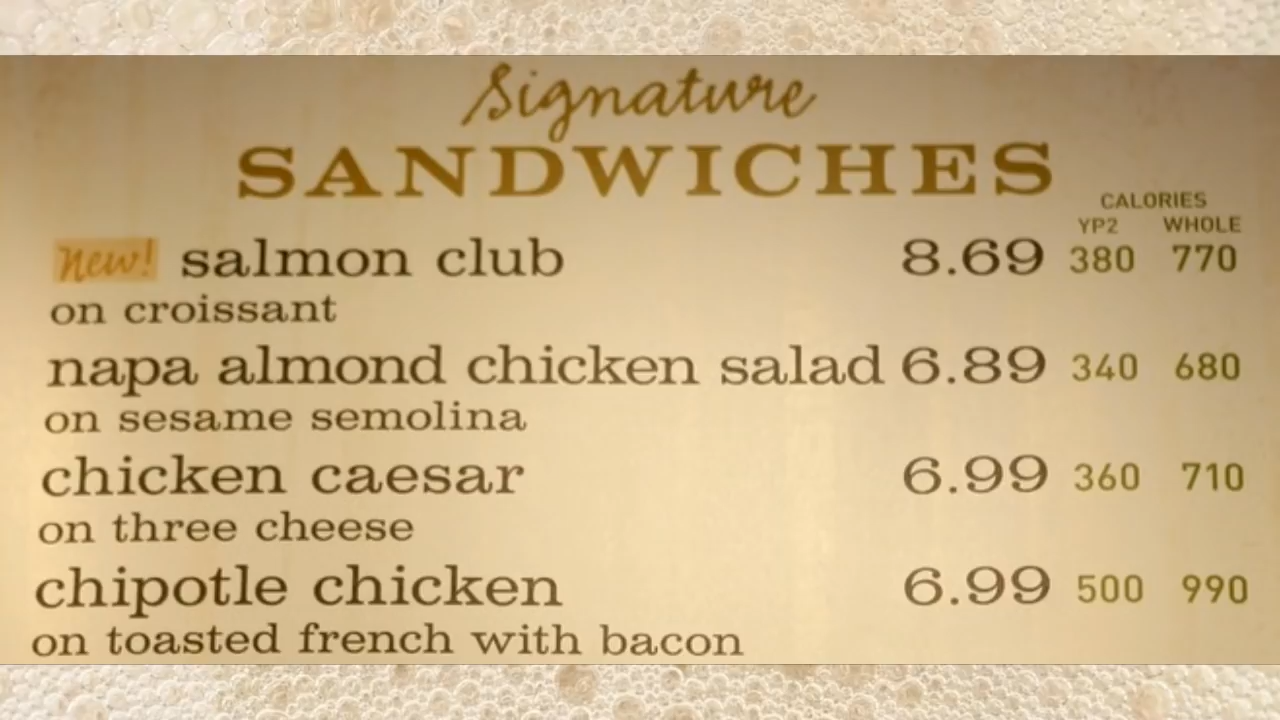 Signature
SANDWICHES
CALORIES
YP2 WHOLE
new! salmon club 8.69 380 770
on croissant
napa almond chicken salad 6.89 340 680
on sesame semolina
chicken caesar 6.99 360 710
on three cheese
chipotle chicken 6.99 500 990
on toasted french with bacon